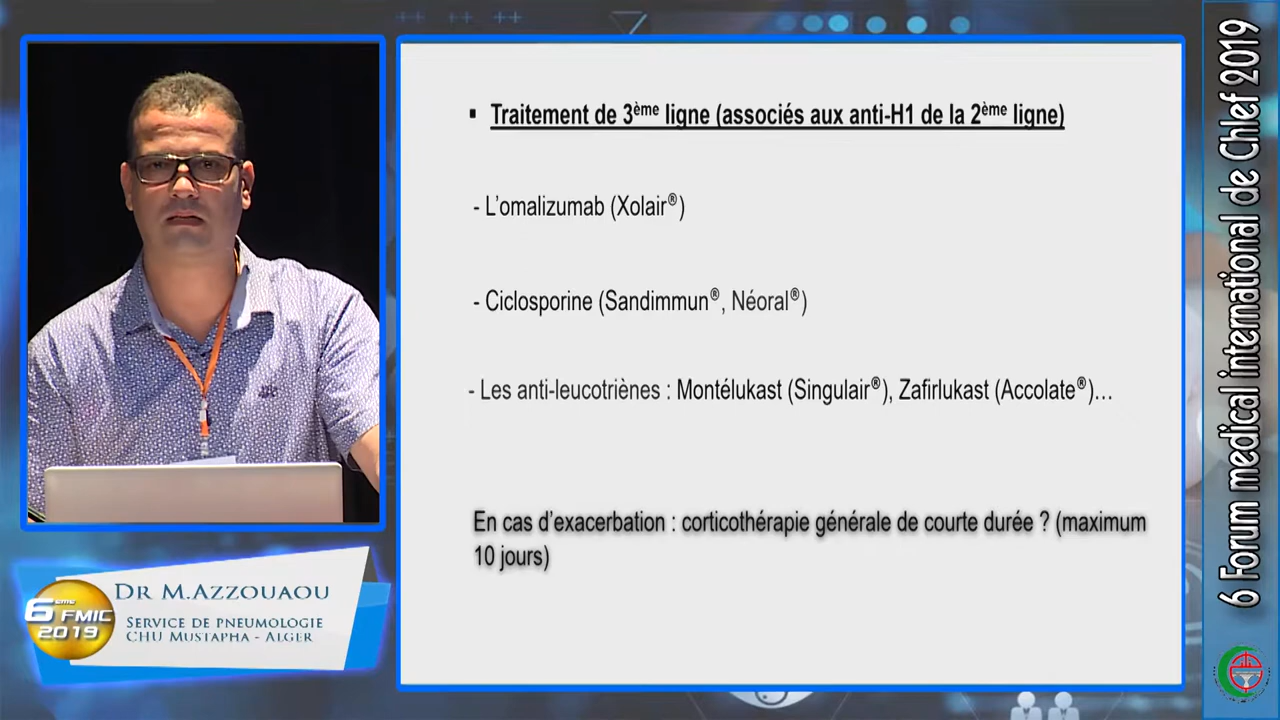 ▪ Traitement de 3ème ligne (associés aux anti-H1 de la 2ème ligne)
- L'omalizumab (Xolair®)
- Ciclosporine (Sandimmun®, Néoral®)
- Les anti-leucotriènes : Montélukast (Singulair®), Zafirlukast (Accolate®)…
En cas d'exacerbation : corticothérapie générale de courte durée ? (maximum
10 jours)
6ème FMIC
2019
Dr M.Azzouaou
Service de pneumologie
CHU Mustapha - Alger
6 Forum medical international de Chlef 2019